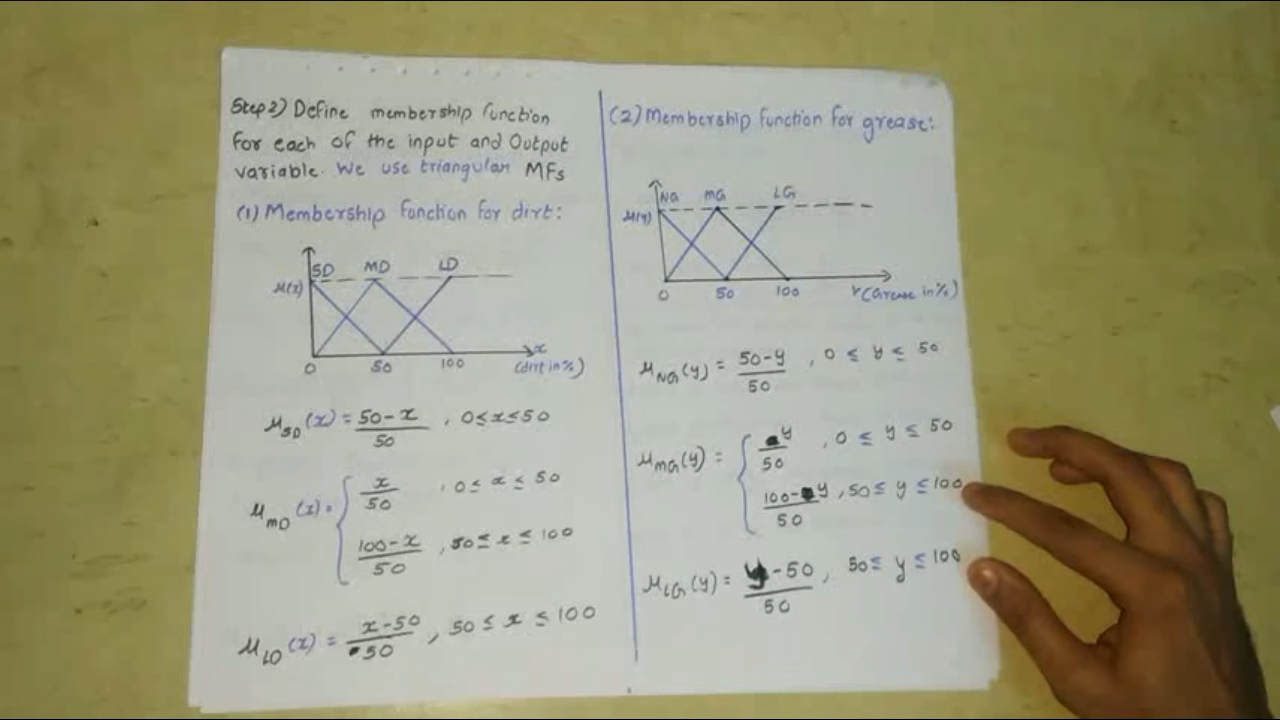 Step2) Define membership function
for each of the input and Output
variable. We use triangular MFs
(1) Membership function for dirt:
SD MD LD
μ(x)
0 50 100 x
(dirt in %)
μSD (x) = 50-x / 50 , 0≤x≤50
μMD (x) = { x / 50 , 0 ≤ x ≤ 50
100-x / 50 , 50 ≤ x ≤ 100
μLD (x) = x-50 / 50 , 50 ≤ x ≤ 100
(2) Membership function for grease:
NG MG LG
μ(y)
0 50 100 Y (Grease in %)
μNG (y) = 50-y / 50 , 0 ≤ y ≤ 50
μMG (y) = { y / 50 , 0 ≤ y ≤ 50
100-y / 50 , 50 ≤ y ≤ 100
μLG (y) = y-50 / 50 , 50 ≤ y ≤ 100